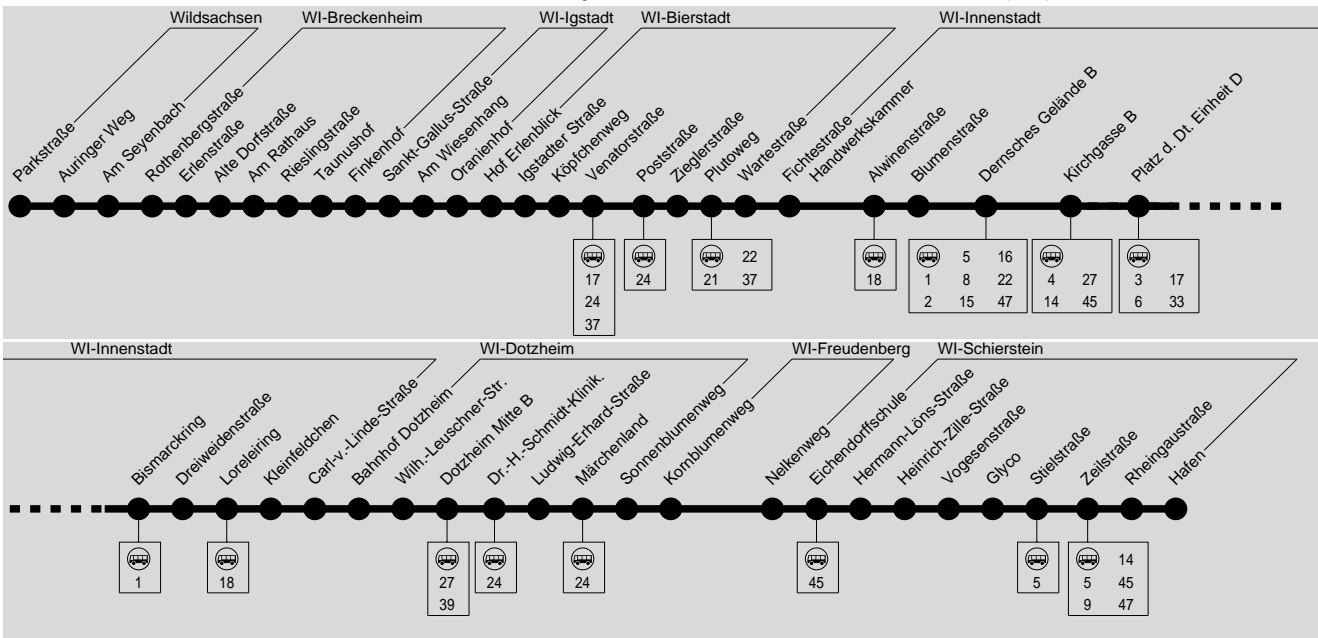 Wildsachsen WI-Breckenheim WI-Igstadt WI-Bierstadt WI-Innenstadt
Parkstraße
Auringer Weg
Am Seyenbach
Rothenbergstraße
Erlenstraße
Alte Dorfstraße
Am Rathaus
Rieslingstraße
Taunushof
Finkenhof
Sankt-Gallus-Straße
Am Wiesenhang
Oranienhof
Hof Erlenblick
Igstadter Straße
Köpfchenweg
Venatorstraße
Poststraße
Zieglerstraße
Plutoweg
Wartestraße
Fichtestraße
Handwerkskammer
Alwinenstraße
Blumenstraße
Dernsches Gelände B
Kirchgasse B
Platz d. Dt. Einheit D
17
24
37
24
22
21 37
18
5 16
1 8 22
2 15 47
4 27
14 45
3 17
6 33
WI-Innenstadt WI-Dotzheim WI-Freudenberg WI-Schierstein
Bismarckring
Dreiweidenstraße
Loreleiring
Kleinfeldchen
Carl-v.-Linde-Straße
Bahnhof Dotzheim
Wilh.-Leuschner-Str.
Dotzheim Mitte B
Dr.-H.-Schmidt-Klinik.
Ludwig-Erhard-Straße
Märchenland
Sonnenblumenweg
Kornblumenweg
Nelkenweg
Eichendorffschule
Hermann-Löns-Straße
Heinrich-Zille-Straße
Vogesenstraße
Glyco
Stielstraße
Zeilstraße
Rheingaustraße
Hafen
1
18
27
39
24
24
45
5
14
5 45
9 47